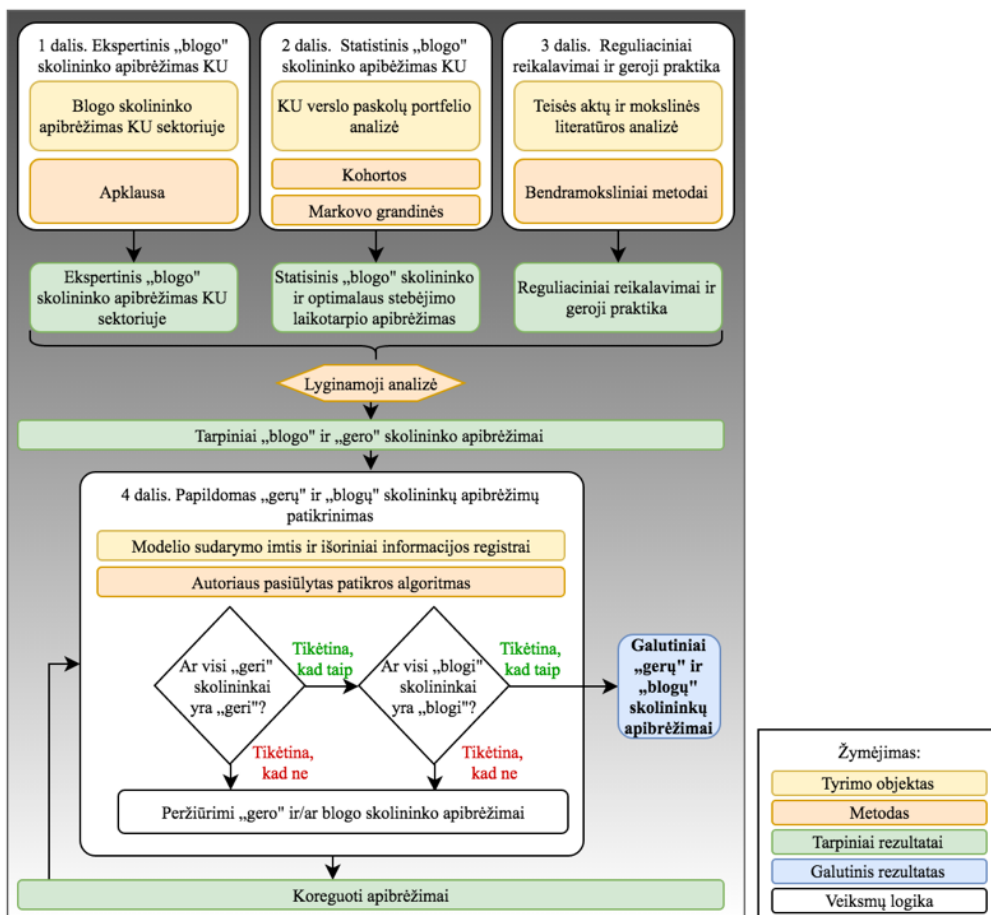 1 dalis. Ekspertinis „blogo"
skolininko apibrėžimas KU
Blogo skolininko
apibrėžimas KU sektoriuje
Apklausa
2 dalis. Statistinis „blogo"
skolininko apibėžimas KU
KU verslo paskolų portfelio
analizė
Kohortos
Markovo grandinės
3 dalis. Reguliaciniai
reikalavimai ir geroji praktika
Teisės aktų ir mokslinės
literatūros analizė
Bendramoksliniai metodai
Ekspertinis „blogo"
skolininko apibrėžimas KU
sektoriuje
Statisinis „blogo" skolininko
ir optimalaus stebėjimo
laikotarpio apibrėžimas
Reguliaciniai reikalavimai ir
geroji praktika
Lyginamoji analizė
Tarpiniai „blogo" ir „gero" skolininko apibrėžimai
4 dalis. Papildomas „gerų" ir „blogų" skolininkų apibrėžimų
patikrinimas
Modelio sudarymo imtis ir išoriniai informacijos registrai
Autoriaus pasiūlytas patikros algoritmas
Ar visi „geri"
skolininkai
yra „geri"?
Tikėtina,
kad taip
Ar visi „blogi"
skolininkai
yra „blogi"?
Tikėtina,
kad taip
Galutiniai
„gerų" ir
„blogų"
skolininkų
apibrėžimai
Tikėtina,
kad ne
Tikėtina,
kad ne
Peržiūrimi „gero" ir/ar blogo skolininko apibrėžimai
Koreguoti apibrėžimai
Žymėjimas:
Tyrimo objektas
Metodas
Tarpiniai rezultatai
Galutinis rezultatas
Veiksmų logika